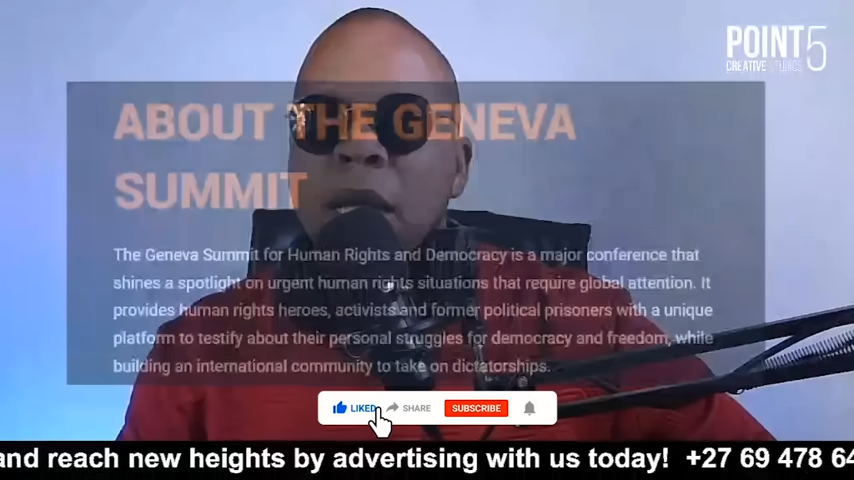 POINT5
CREATIVE STUDIOS
ABOUT THE GENEVA
SUMMIT
The Geneva Summit for Human Rights and Democracy is a major conference that
shines a spotlight on urgent human rights situations that require global attention. It
provides human rights heroes, activists and former political prisoners with a unique
platform to testify about their personal struggles for democracy and freedom, while
building an international community to take on dictatorships.
LIKED SHARE SUBSCRIBE
and reach new heights by advertising with us today! +27 69 478 64